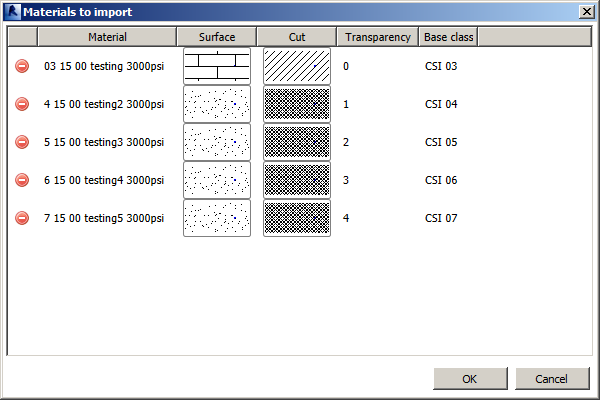 Materials to import
Material Surface Cut Transparency Base class
03 15 00 testing 3000psi 0 CSI 03
4 15 00 testing2 3000psi 1 CSI 04
5 15 00 testing3 3000psi 2 CSI 05
6 15 00 testing4 3000psi 3 CSI 06
7 15 00 testing5 3000psi 4 CSI 07
OK Cancel